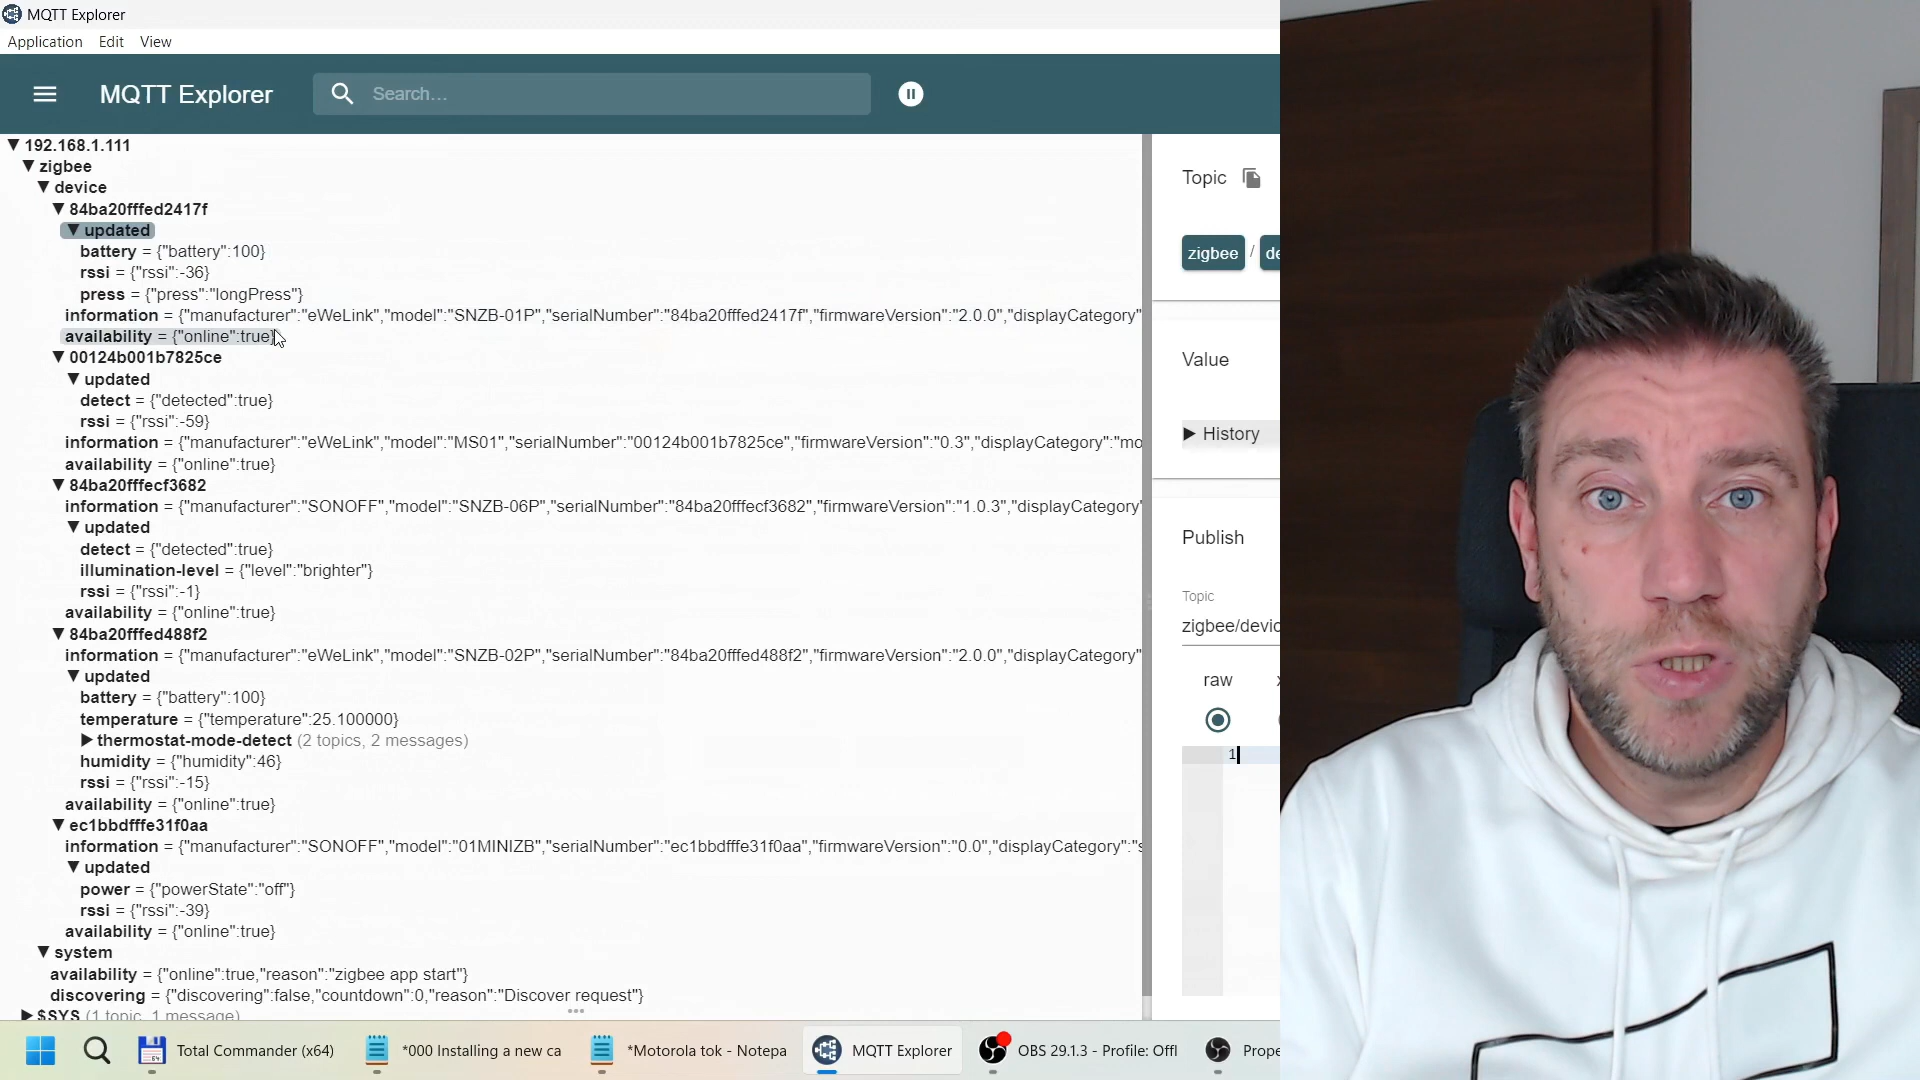 MQTT Explorer
Application Edit View
MQTT Explorer
Search...
▼ 192.168.1.111
▼ zigbee
▼ device
▼ 84ba20fffed2417f
▼ updated
battery = {"battery":100}
rssi = {"rssi":-36}
press = {"press":"longPress"}
information = {"manufacturer":"eWeLink","model":"SNZB-01P","serialNumber":"84ba20fffed2417f","firmwareVersion":"2.0.0","displayCategory"
availability = {"online":true}
▼ 00124b001b7825ce
▼ updated
detect = {"detected":true}
rssi = {"rssi":-59}
information = {"manufacturer":"eWeLink","model":"MS01","serialNumber":"00124b001b7825ce","firmwareVersion":"0.3","displayCategory":"mo
availability = {"online":true}
▼ 84ba20fffecf3682
information = {"manufacturer":"SONOFF","model":"SNZB-06P","serialNumber":"84ba20fffecf3682","firmwareVersion":"1.0.3","displayCategory"
▼ updated
detect = {"detected":true}
illumination-level = {"level":"brighter"}
rssi = {"rssi":-1}
availability = {"online":true}
▼ 84ba20fffed488f2
information = {"manufacturer":"eWeLink","model":"SNZB-02P","serialNumber":"84ba20fffed488f2","firmwareVersion":"2.0.0","displayCategory"
▼ updated
battery = {"battery":100}
temperature = {"temperature":25.100000}
▶ thermostat-mode-detect (2 topics, 2 messages)
humidity = {"humidity":46}
rssi = {"rssi":-15}
availability = {"online":true}
▼ ec1bbdfffe31f0aa
information = {"manufacturer":"SONOFF","model":"01MINIZB","serialNumber":"ec1bbdfffe31f0aa","firmwareVersion":"0.0","displayCategory":"s
▼ updated
power = {"powerState":"off"}
rssi = {"rssi":-39}
availability = {"online":true}
▼ system
availability = {"online":true,"reason":"zigbee app start"}
discovering = {"discovering":false,"countdown":0,"reason":"Discover request"}
▶ $SYS (1 topic, 1 message)
Topic
zigbee / de
Value
▶ History
Publish
Topic
zigbee/devic
raw
1
Total Commander (x64)
*000 Installing a new ca
*Motorola tok - Notepa
MQTT Explorer
OBS 29.1.3 - Profile: Offl
Prope